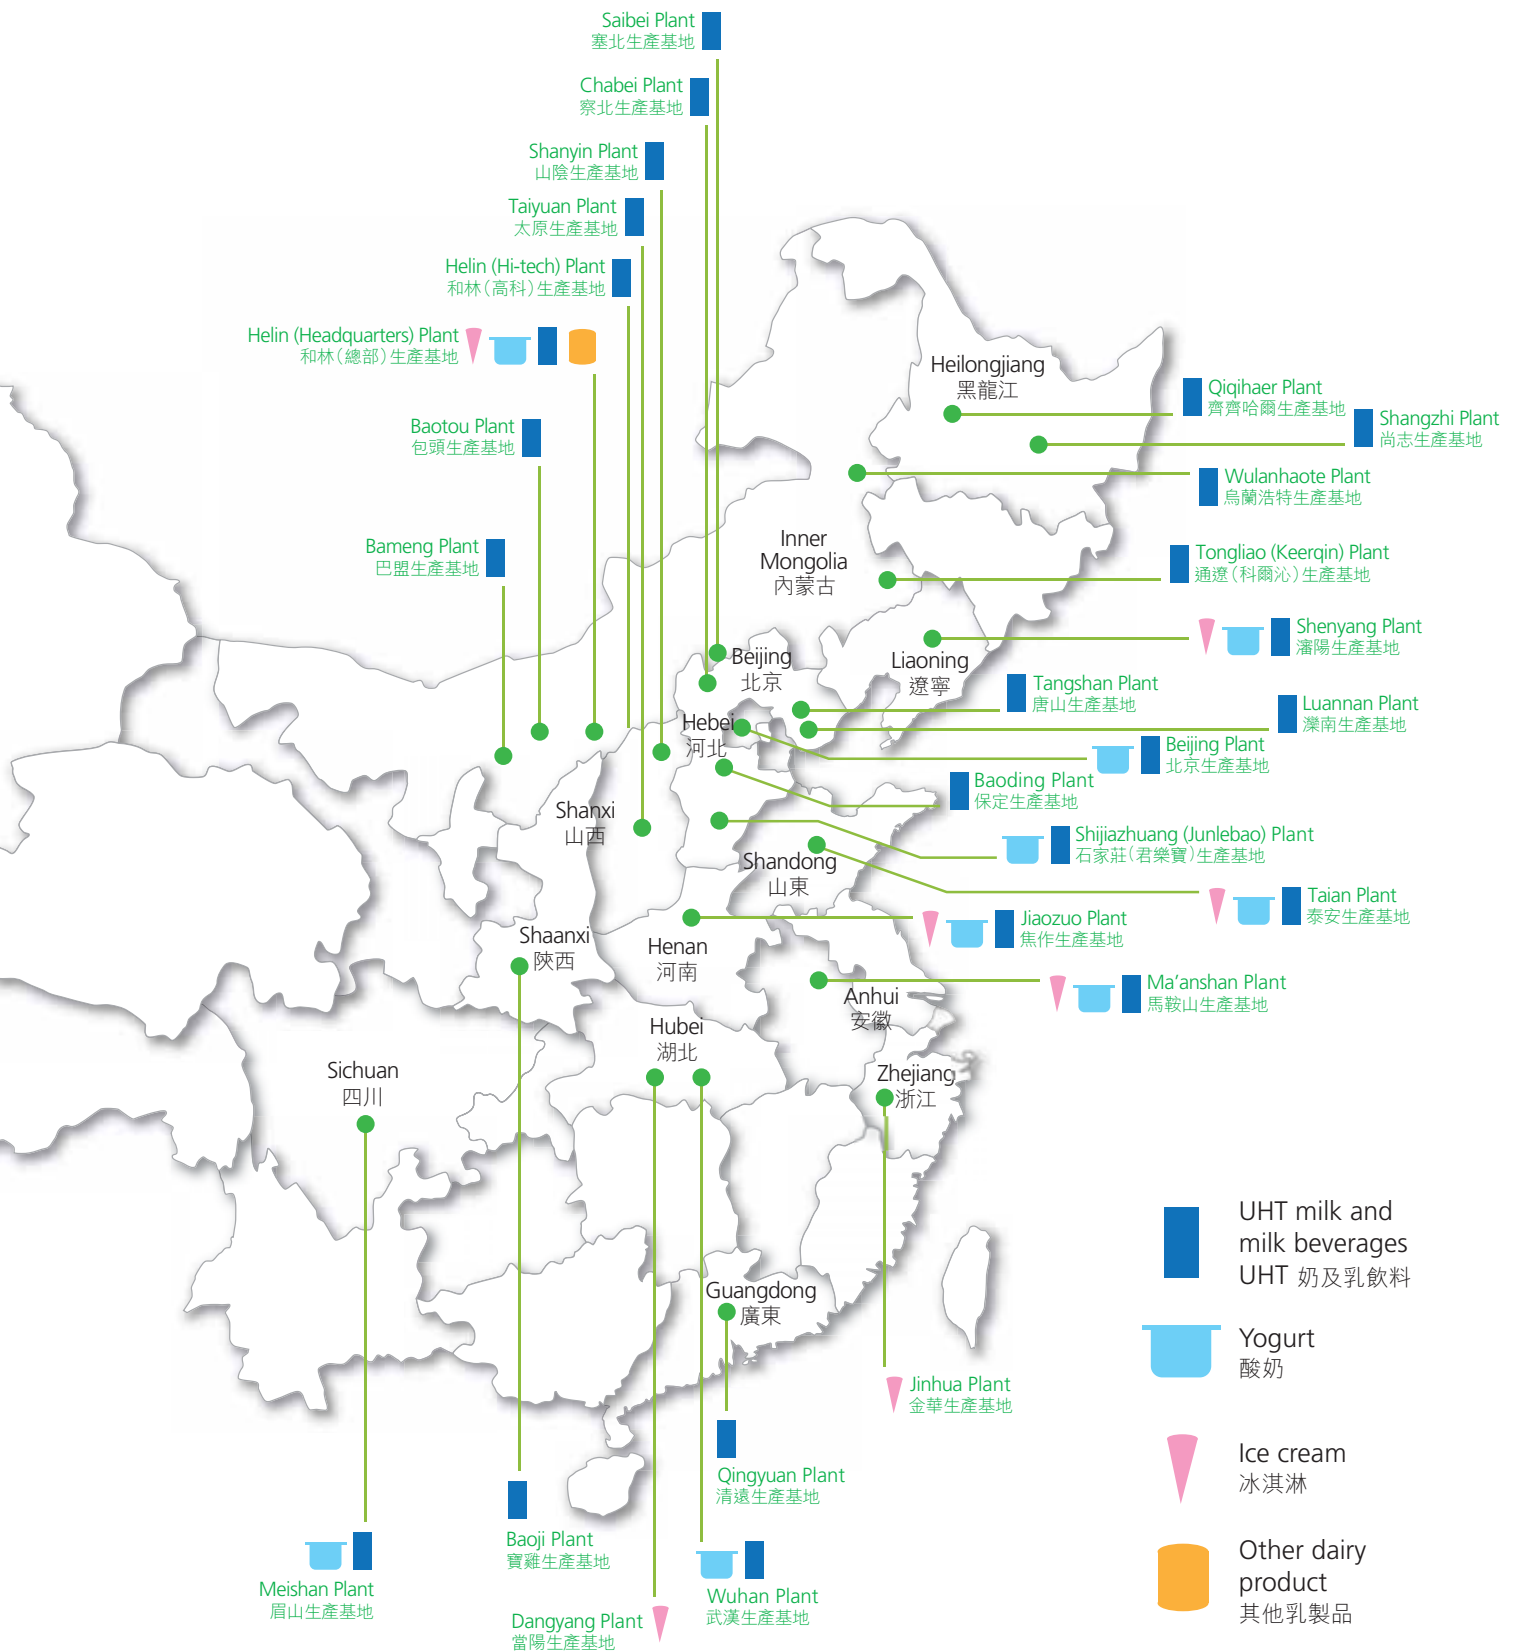 Saibei Plant
塞北生產基地
Chabei Plant
察北生產基地
Shanyin Plant
山陰生產基地
Taiyuan Plant
太原生產基地
Helin (Hi-tech) Plant
和林(高科)生產基地
Helin (Headquarters) Plant
和林(總部)生產基地
Baotou Plant
包頭生產基地
Bameng Plant
巴盟生產基地
Heilongjiang
黑龍江
Qiqihaer Plant
齊齊哈爾生產基地
Shangzhi Plant
尚志生產基地
Wulanhaote Plant
烏蘭浩特生產基地
Inner
Mongolia
內蒙古
Tongliao (Keerqin) Plant
通遼(科爾沁)生產基地
Shenyang Plant
瀋陽生產基地
Beijing
北京
Liaoning
遼寧
Tangshan Plant
唐山生產基地
Luannan Plant
灤南生產基地
Hebei
河北
Beijing Plant
北京生產基地
Baoding Plant
保定生產基地
Shanxi
山西
Shijiazhuang (Junlebao) Plant
石家莊(君樂寶)生產基地
Shandong
山東
Taian Plant
泰安生產基地
Jiaozuo Plant
焦作生產基地
Shaanxi
陝西
Henan
河南
Ma’anshan Plant
馬鞍山生產基地
Anhui
安徽
Hubei
湖北
Sichuan
四川
Zhejiang
浙江
Guangdong
廣東
Jinhua Plant
金華生產基地
Qingyuan Plant
清遠生產基地
Baoji Plant
寶雞生產基地
Meishan Plant
眉山生產基地
Wuhan Plant
武漢生產基地
Dangyang Plant
當陽生產基地
UHT milk and
milk beverages
UHT 奶及乳飲料
Yogurt
酸奶
Ice cream
冰淇淋
Other dairy
product
其他乳製品